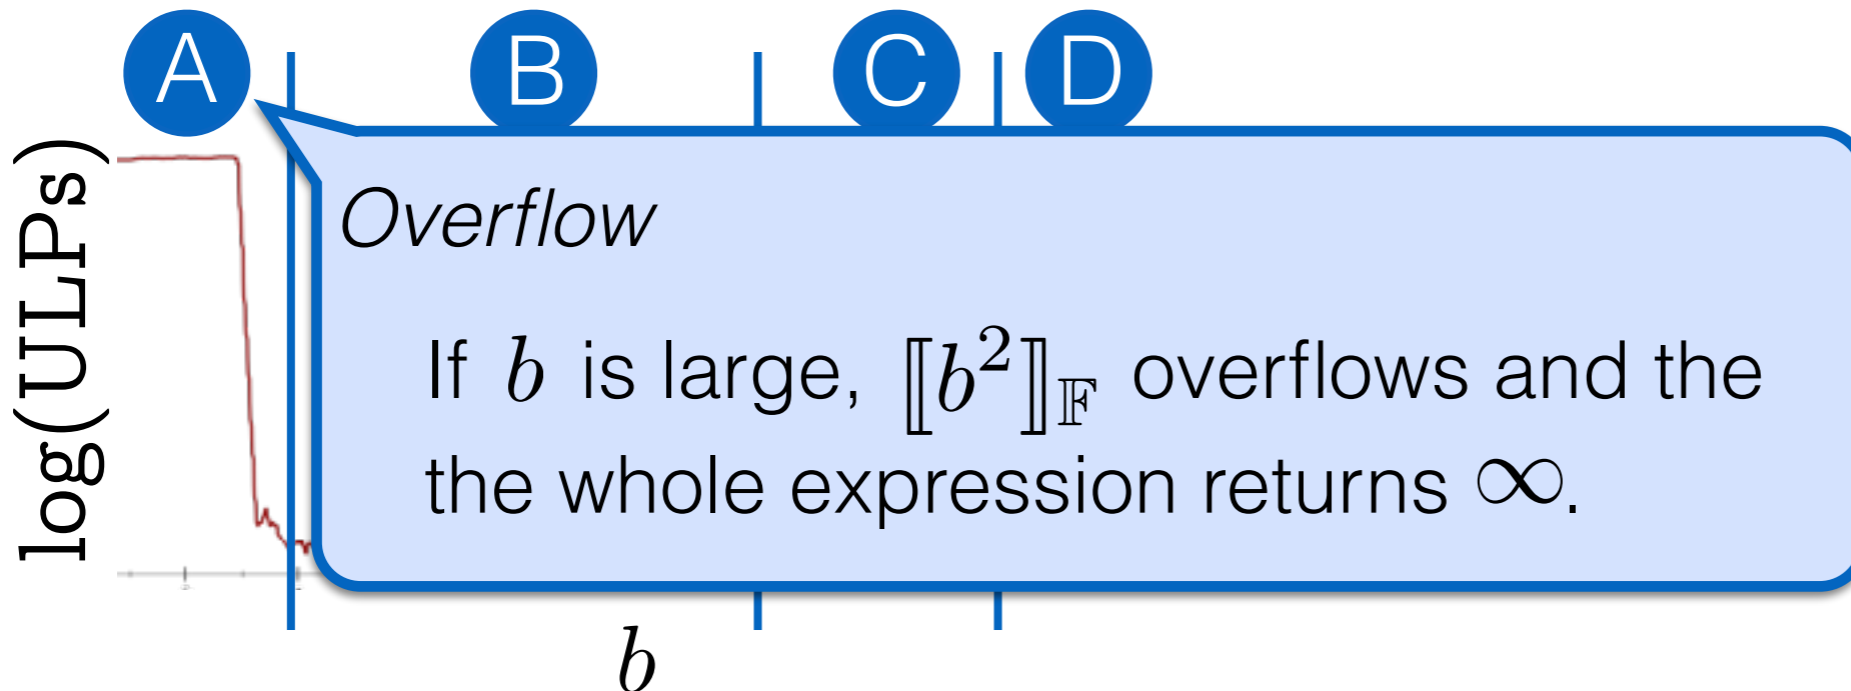 A B C D
log(ULPs)
Overflow
If b is large, ⟦b²⟧𝔽 overflows and the
the whole expression returns ∞.
b